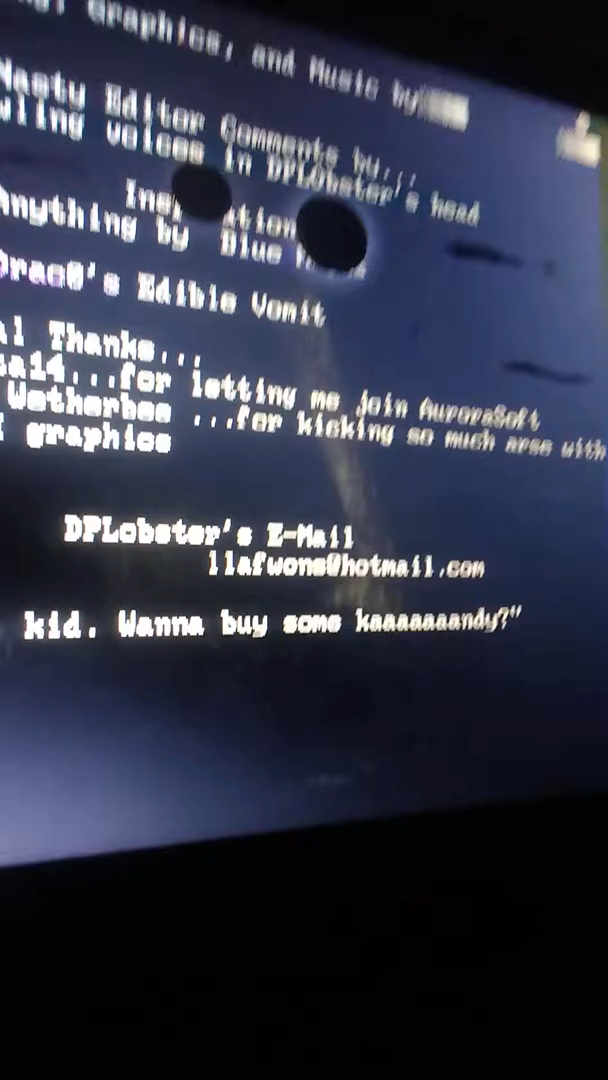 Graphics, and Music by
Nasty Editor Comments by...
voices in DPLobster's head
Anything by Blue
Drac0's Edible Vomit
Thanks...
...for letting me join AuroraSoft
Wetherbee ...for kicking so much arse with
graphics
DPLobster's E-Mail
llafwons@hotmail.com
kid. Wanna buy some kaaaaaaandy?"